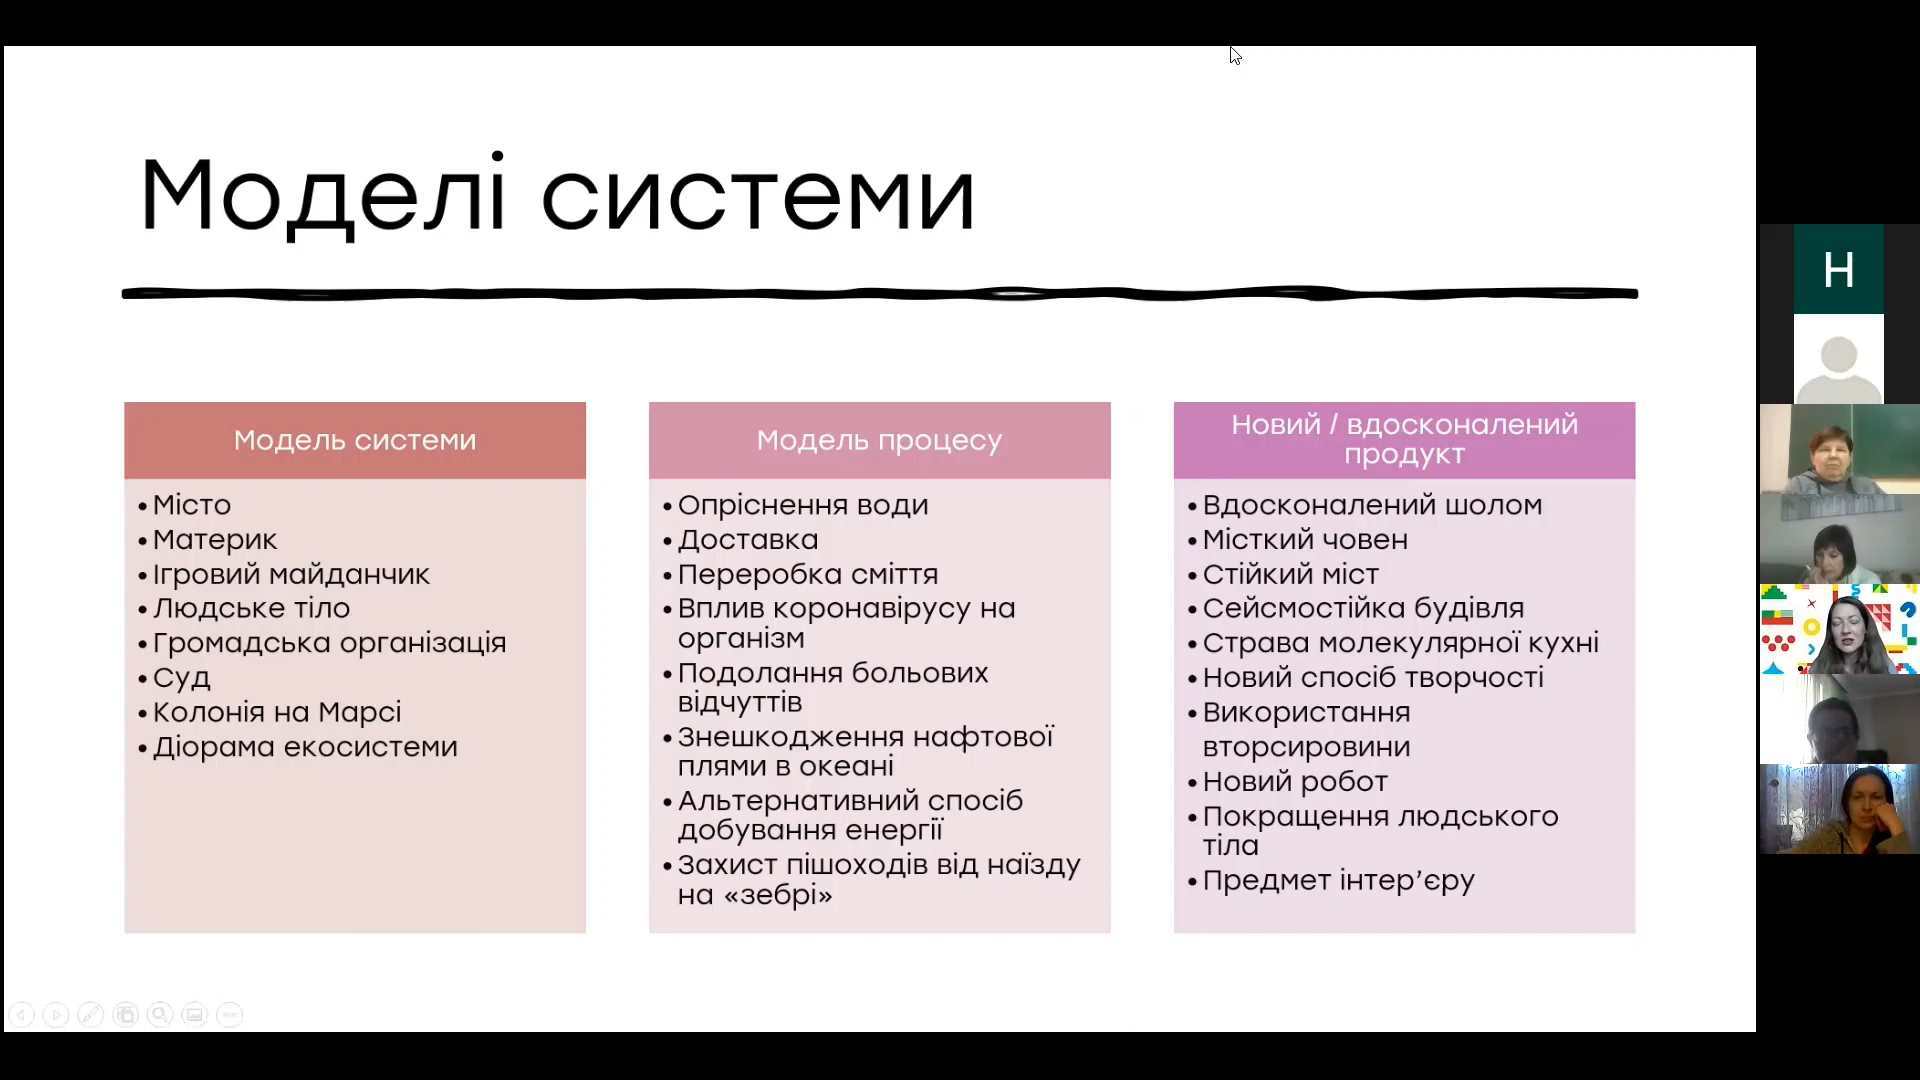 Моделі системи
Модель системи
• Місто
• Материк
• Ігровий майданчик
• Людське тіло
• Громадська організація
• Суд
• Колонія на Марсі
• Діорама екосистеми
Модель процесу
• Опріснення води
• Доставка
• Переробка сміття
• Вплив коронавірусу на
організм
• Подолання больових
відчуттів
• Знешкодження нафтової
плями в океані
• Альтернативний спосіб
добування енергії
• Захист пішоходів від наїзду
на «зебрі»
Новий / вдосконалений
продукт
• Вдосконалений шолом
• Місткий човен
• Стійкий міст
• Сейсмостійка будівля
• Страва молекулярної кухні
• Новий спосіб творчості
• Використання
вторсировини
• Новий робот
• Покращення людського
тіла
• Предмет інтер’єру
Н